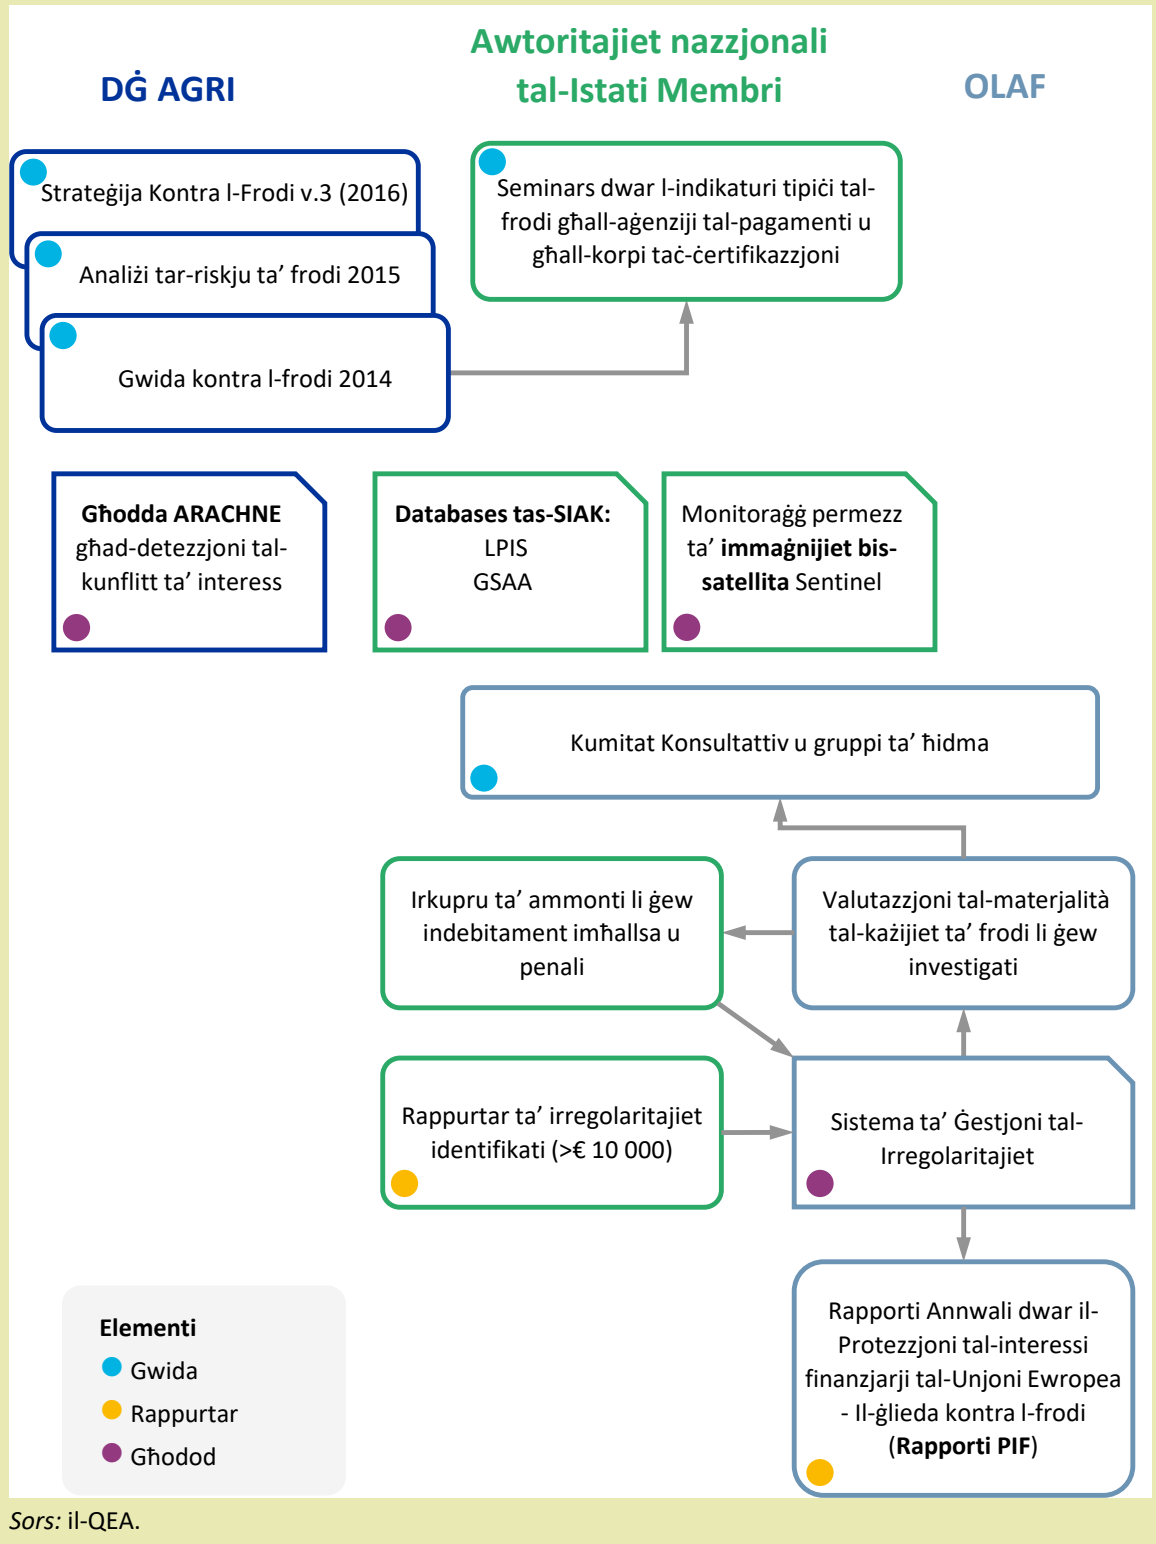 DĠ AGRI
Awtoritajiet nazzjonali
tal-Istati Membri
OLAF
Strateġija Kontra l-Frodi v.3 (2016)
Analiżi tar-riskju ta’ frodi 2015
Gwida kontra l-frodi 2014
Seminars dwar l-indikaturi tipiċi tal-
frodi għall-aġenziji tal-pagamenti u
għall-korpi taċ-ċertifikazzjoni
Għodda ARACHNE
għad-detezzjoni tal-
kunflitt ta’ interess
Databases tas-SIAK:
LPIS
GSAA
Monitoraġġ permezz
ta’ immaġnijiet bis-
satellita Sentinel
Kumitat Konsultattiv u gruppi ta’ ħidma
Irkupru ta’ ammonti li ġew
indebitament imħallsa u
penali
Valutazzjoni tal-materjalità
tal-każijiet ta’ frodi li ġew
investigati
Rappurtar ta’ irregolaritajiet
identifikati (>€ 10 000)
Sistema ta’ Ġestjoni tal-
Irregolaritajiet
Rapporti Annwali dwar il-
Protezzjoni tal-interessi
finanzjarji tal-Unjoni Ewropea
- Il-ġlieda kontra l-frodi
(Rapporti PIF)
Elementi
Gwida
Rappurtar
Għodod
Sors: il-QEA.